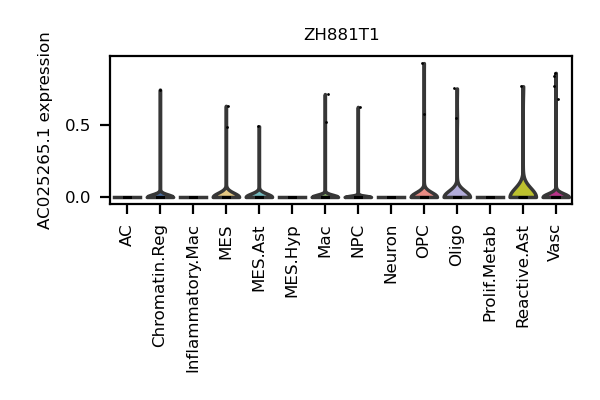 ZH881T1
AC025265.1 expression
0.5
0.0
AC
Chromatin.Reg
Inflammatory.Mac
MES
MES.Ast
MES.Hyp
Mac
NPC
Neuron
OPC
Oligo
Prolif.Metab
Reactive.Ast
Vasc